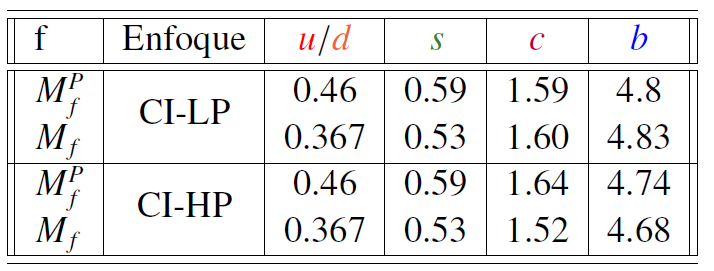 f Enfoque u/d s c b
M_f^P CI-LP 0.46 0.59 1.59 4.8
M_f 0.367 0.53 1.60 4.83
M_f^P CI-HP 0.46 0.59 1.64 4.74
M_f 0.367 0.53 1.52 4.68